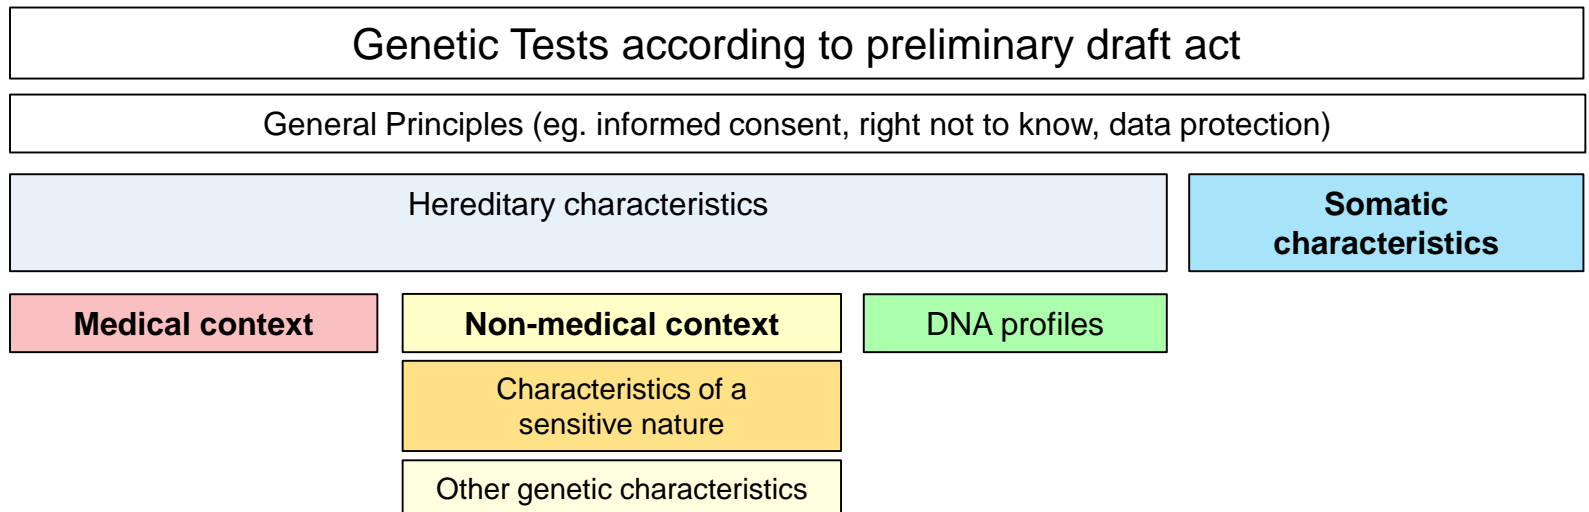 Genetic Tests according to preliminary draft act
General Principles (eg. informed consent, right not to know, data protection)
Hereditary characteristics
Somatic
characteristics
Medical context
Non-medical context
DNA profiles
Characteristics of a
sensitive nature
Other genetic characteristics